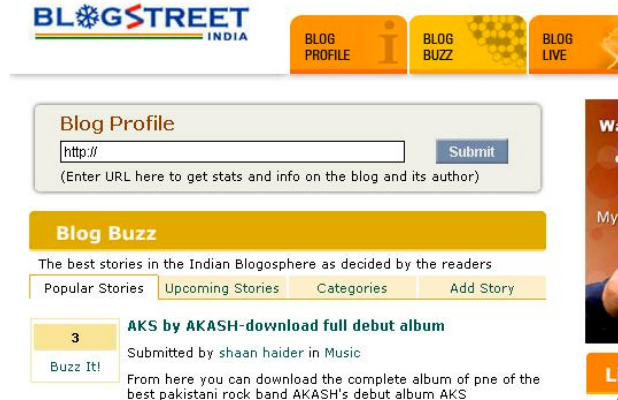 BLOGSTREET
INDIA
BLOG
PROFILE
BLOG
BUZZ
BLOG
LIVE
Blog Profile
http://
Submit
(Enter URL here to get stats and info on the blog and its author)
My
Blog Buzz
The best stories in the Indian Blogosphere as decided by the readers
Popular Stories Upcoming Stories Categories Add Story
3
Buzz It!
AKS by AKASH-download full debut album
Submitted by shaan haider in Music
From here you can download the complete album of pne of the
best pakistani rock band AKASH's debut album AKS